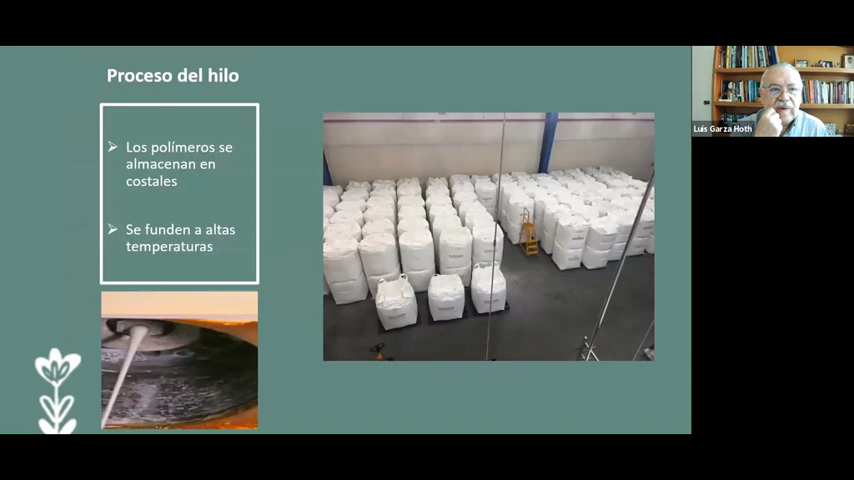 Proceso del hilo
➢ Los polímeros se
almacenan en
costales
➢ Se funden a altas
temperaturas
Luis Garza Hoth